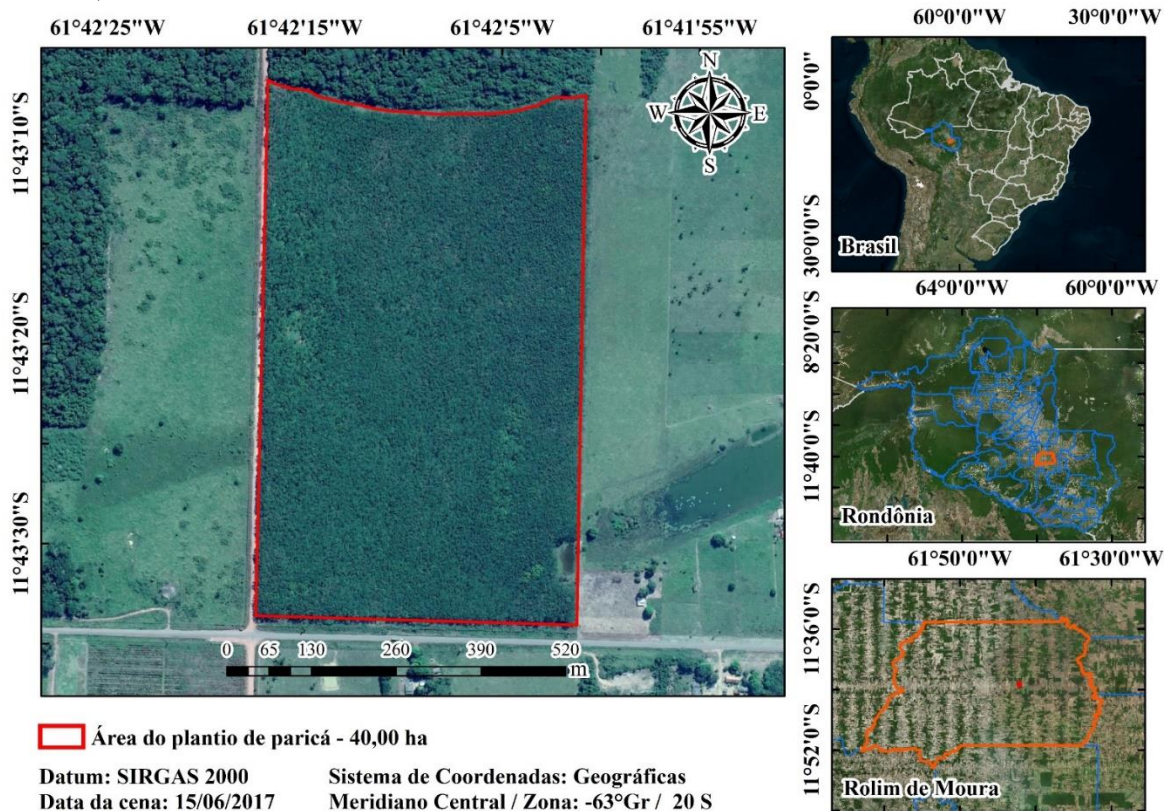 61°42'25"W 61°42'15"W 61°42'5"W 61°41'55"W
11°43'10"S
11°43'20"S
11°43'30"S
N
W E
S
0 65 130 260 390 520
m
60°0'0"W 30°0'0"W
0°0'0"
30°0'0"S
Brasil
64°0'0"W 60°0'0"W
8°20'0"S
11°40'0"S
Rondônia
61°50'0"W 61°30'0"W
11°36'0"S
11°52'0"S
Rolim de Moura
Área do plantio de paricá - 40,00 ha
Datum: SIRGAS 2000 Sistema de Coordenadas: Geográficas
Data da cena: 15/06/2017 Meridiano Central / Zona: -63°Gr / 20 S